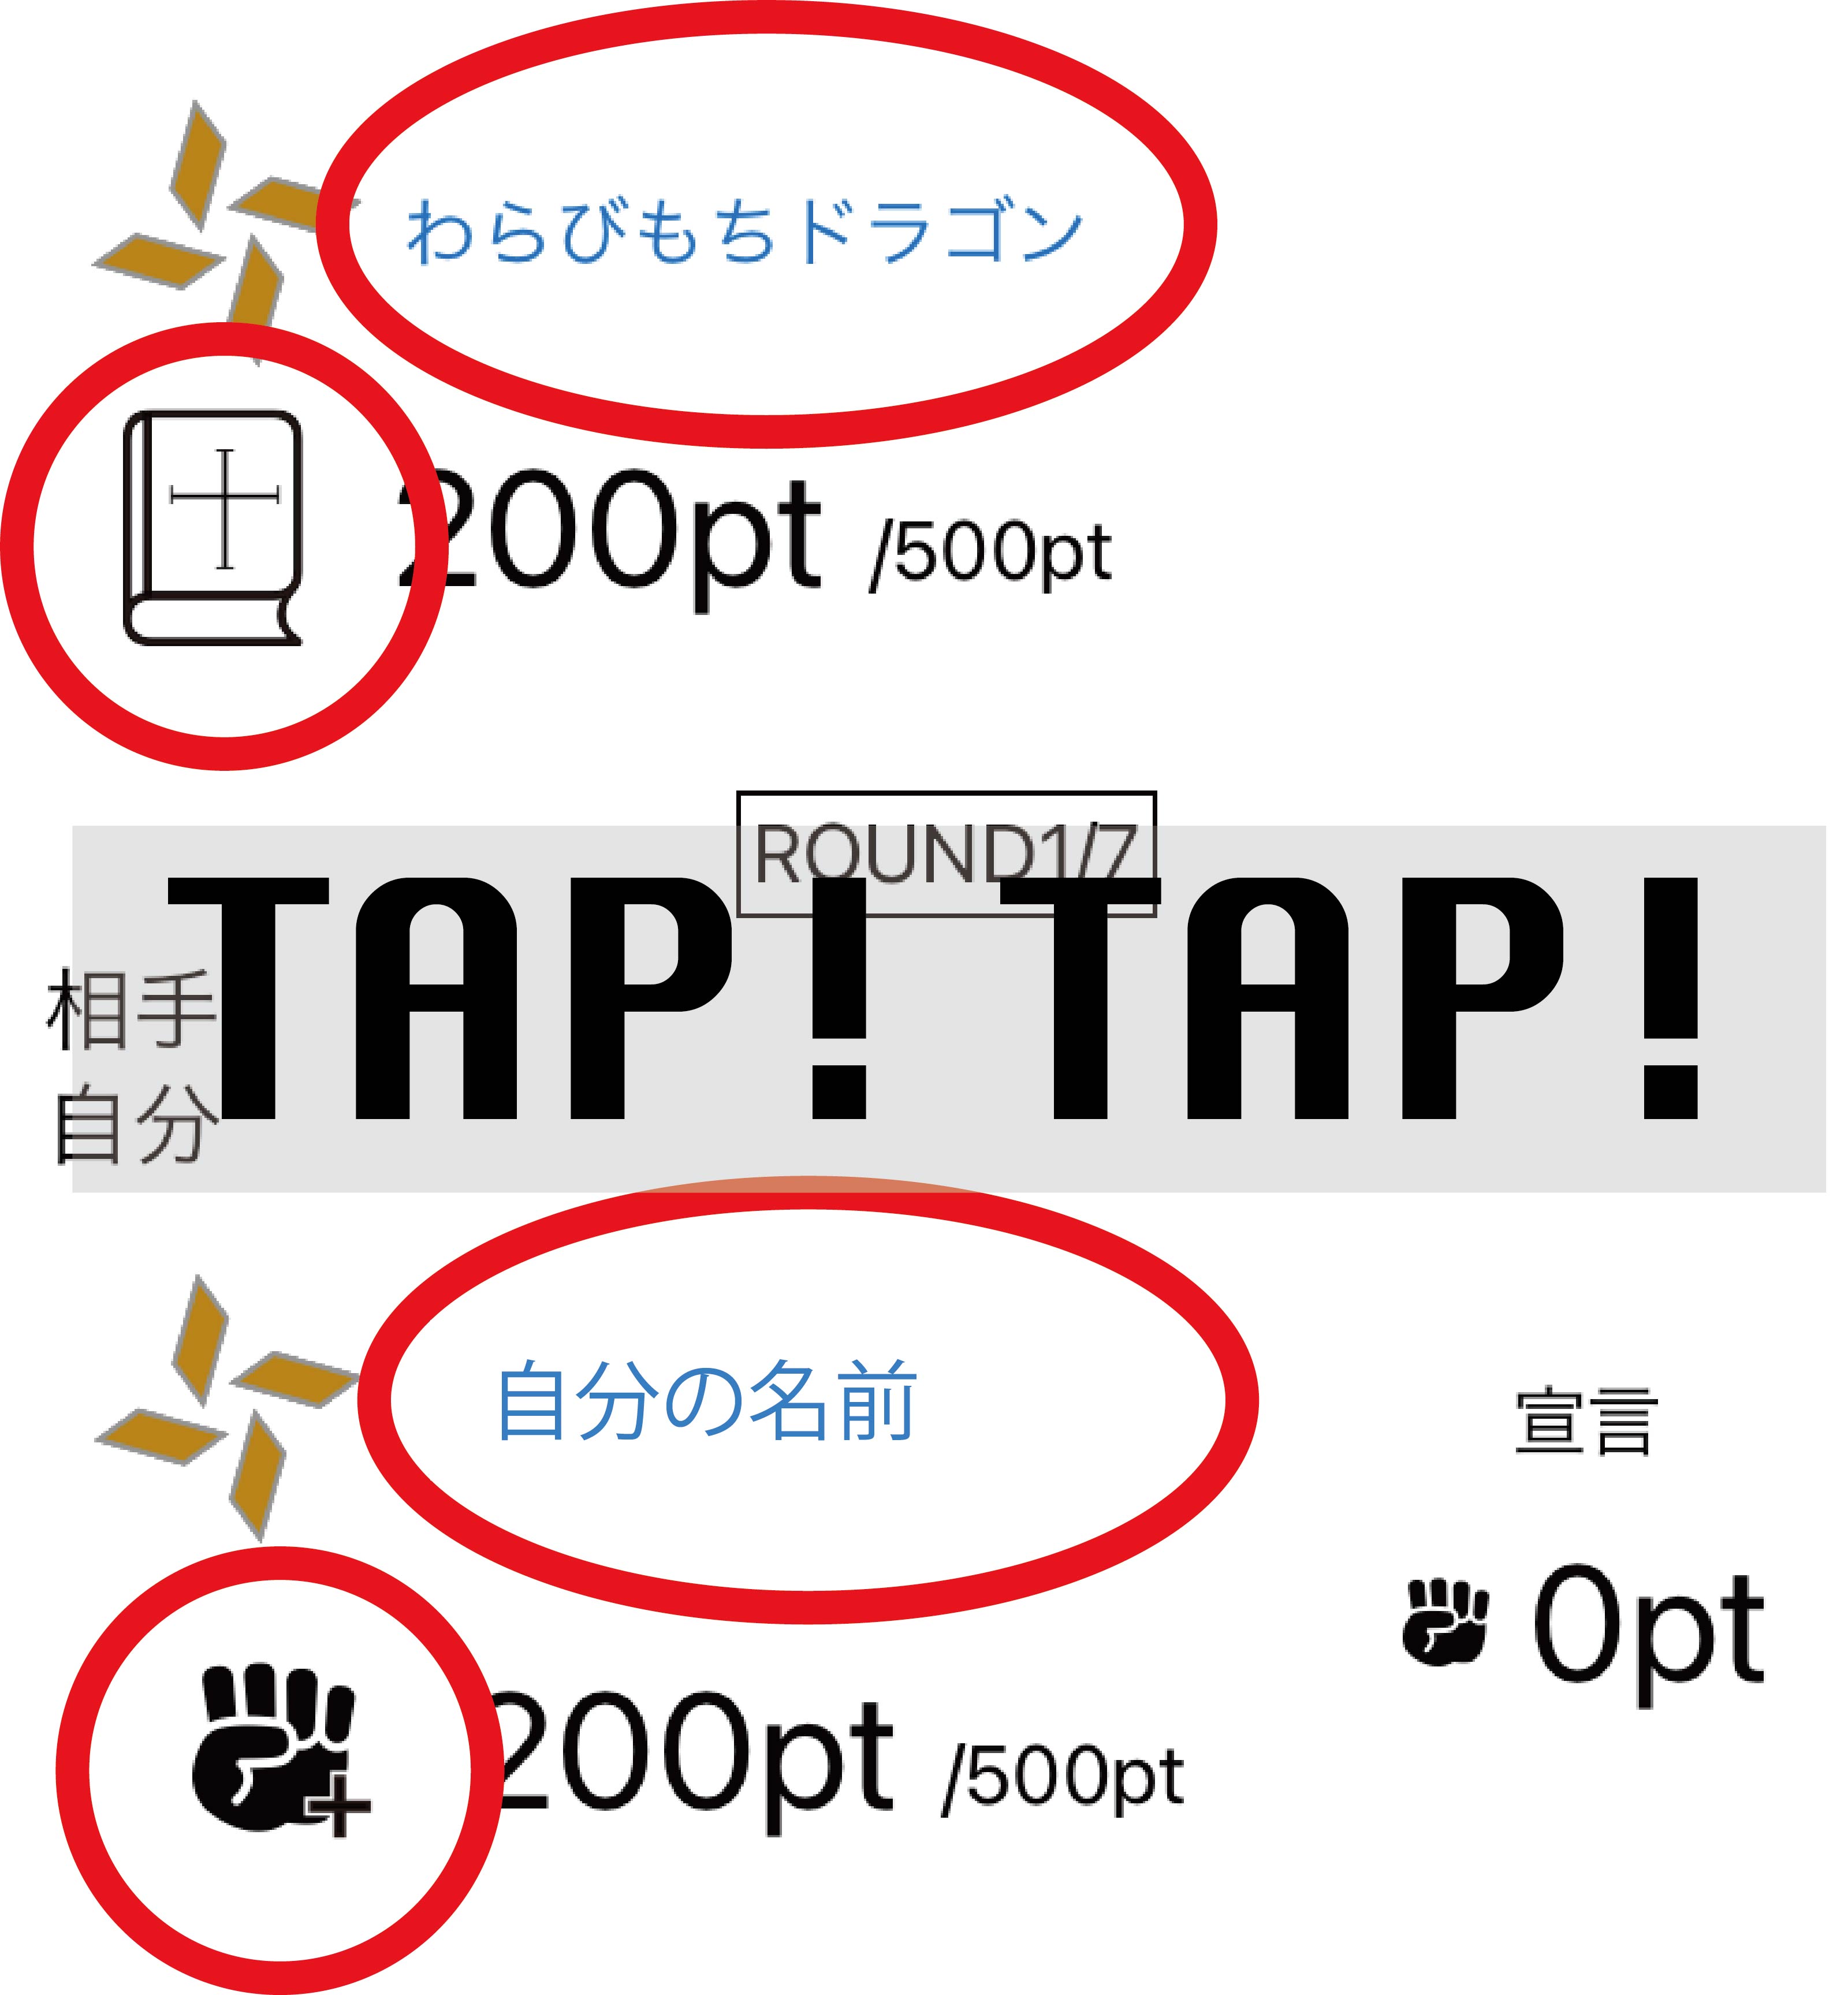 わらびもちドラゴン
200pt /500pt
ROUND1/7
TAP! TAP!
相手
自分
自分の名前
宣言
0pt
200pt /500pt